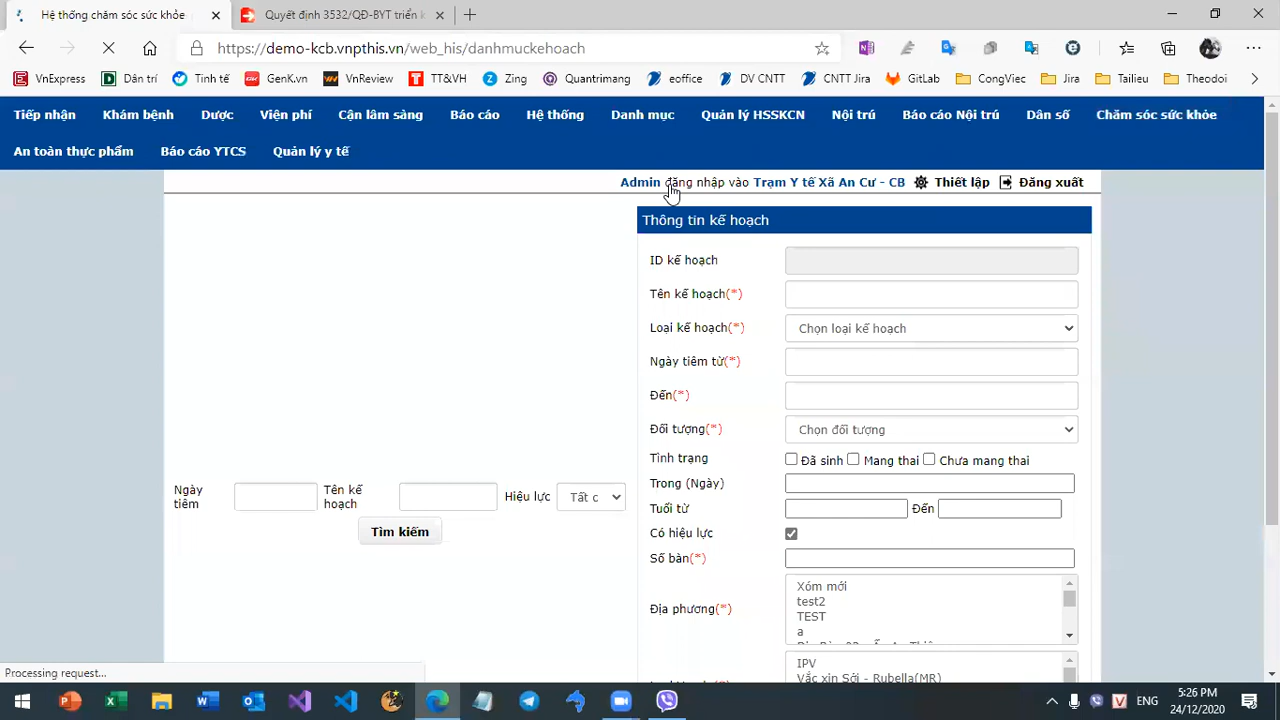 Hệ thống chăm sóc sức khỏe
Quyết định 3532/QĐ-BYT triển k
https://demo-kcb.vnpthis.vn/web_his/danhmuckehoach
VnExpress Dân trí Tinh tế GenK.vn VnReview TT&VH Zing Quantrimang eoffice DV CNTT CNTT Jira GitLab CongViec Jira Tailieu Theodoi
Tiếp nhận Khám bệnh Dược Viện phí Cận lâm sàng Báo cáo Hệ thống Danh mục Quản lý HSSKCN Nội trú Báo cáo Nội trú Dân số Chăm sóc sức khỏe
An toàn thực phẩm Báo cáo YTCS Quản lý y tế
Admin đăng nhập vào Trạm Y tế Xã An Cư - CB Thiết lập Đăng xuất
Thông tin kế hoạch
ID kế hoạch
Tên kế hoạch(*)
Loại kế hoạch(*) Chọn loại kế hoạch
Ngày tiêm từ(*)
Đến(*)
Đối tượng(*) Chọn đối tượng
Tình trạng Đã sinh Mang thai Chưa mang thai
Trong (Ngày)
Tuổi từ Đến
Có hiệu lực
Số bàn(*)
Ngày tiêm Tên kế hoạch Hiệu lực Tất c
Tìm kiếm
Địa phương(*)
Xóm mới
test2
TEST
a
IPV
Vắc xin Sởi - Rubella(MR)
Processing request...
ENG
5:26 PM
24/12/2020